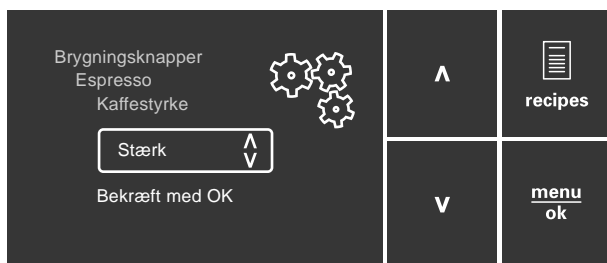 Brygningsknapper
Espresso
Kaffestyrke
Stærk
Bekræft med OK
recipes
menu
ok